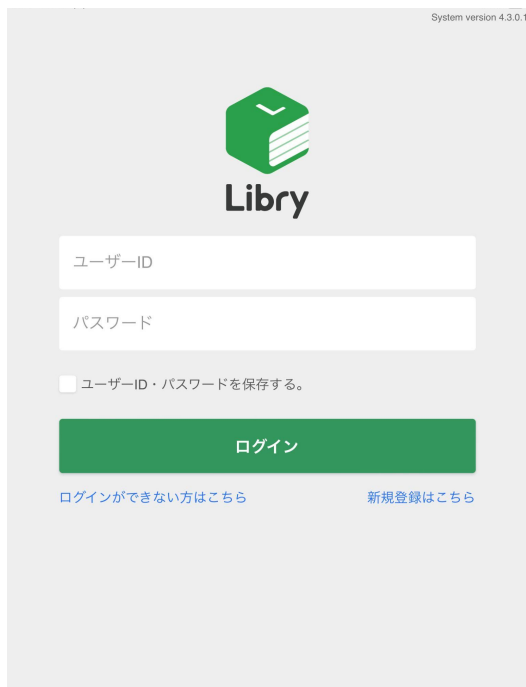 System version 4.3.0.1
Libry
ユーザーID
パスワード
ユーザーID・パスワードを保存する。
ログイン
ログインができない方はこちら
新規登録はこちら